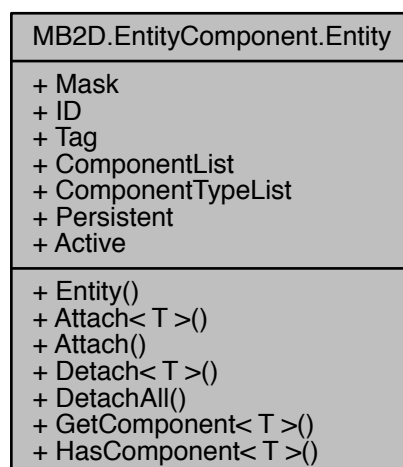 MB2D.EntityComponent.Entity
+ Mask
+ ID
+ Tag
+ ComponentList
+ ComponentTypeList
+ Persistent
+ Active
+ Entity()
+ Attach< T >()
+ Attach()
+ Detach< T >()
+ DetachAll()
+ GetComponent< T >()
+ HasComponent< T >()